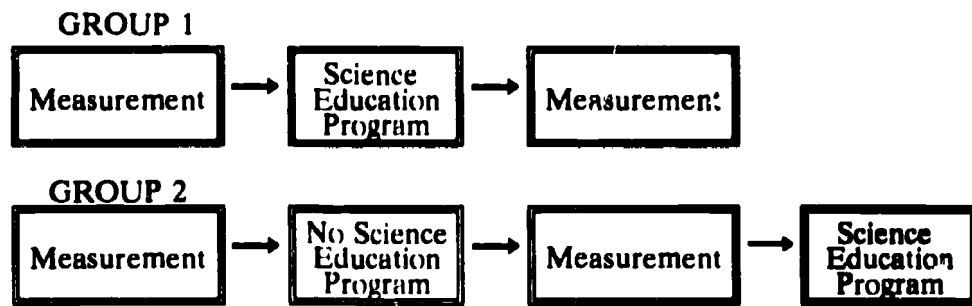 GROUP 1
Measurement
Science
Education
Program
Measurement
GROUP 2
Measurement
No Science
Education
Program
Measurement
Science
Education
Program